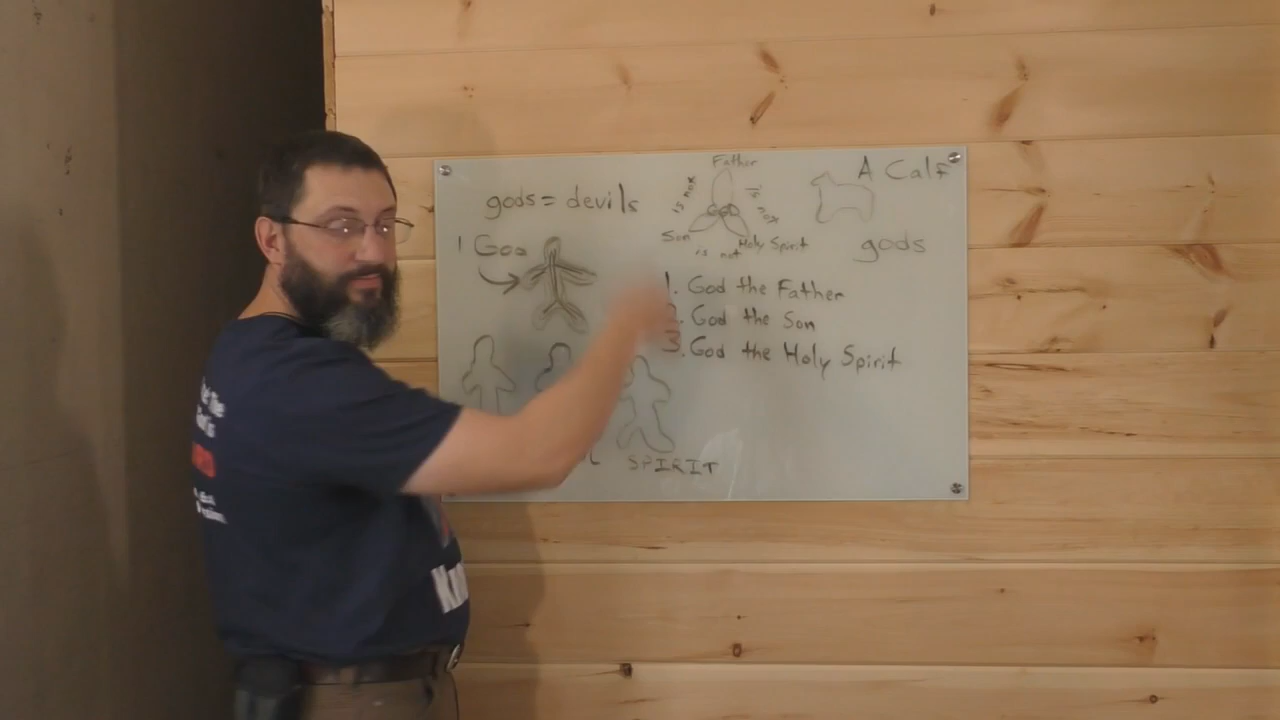 gods = devils
1 God
Father
is not
is not
God
Son
is not
Holy Spirit
A Calf
gods
1. God the Father
2. God the Son
3. God the Holy Spirit
SPIRIT